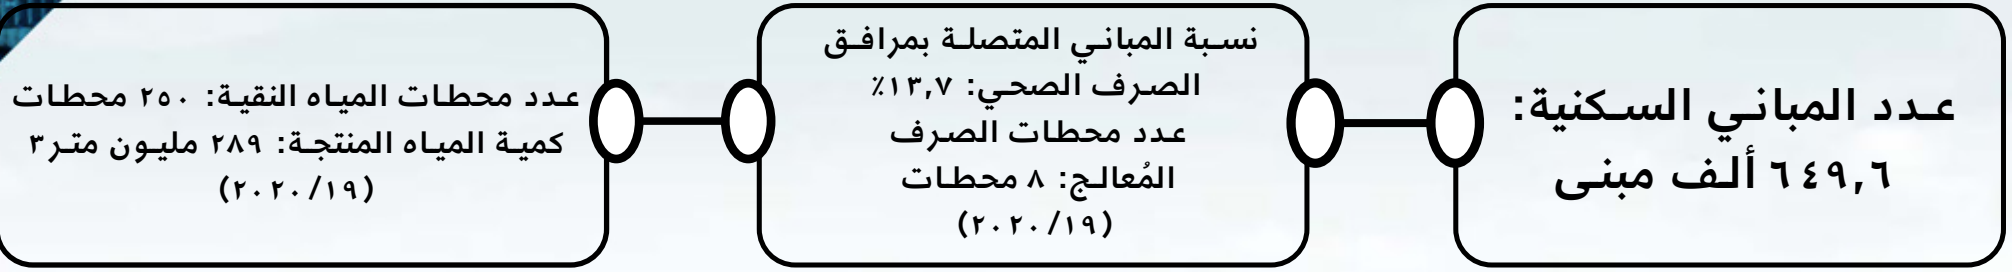 عدد المباني السكنية:
٦٤٩,٦ ألف مبنى
نسبة المباني المتصلة بمرافق
الصرف الصحي: ١٣,٧٪
عدد محطات الصرف
المُعالج: ٨ محطات
(٢٠٢٠/١٩)
عدد محطات المياه النقية: ٢٥٠ محطات
كمية المياه المنتجة: ٢٨٩ مليون متر٣
(٢٠٢٠/١٩)